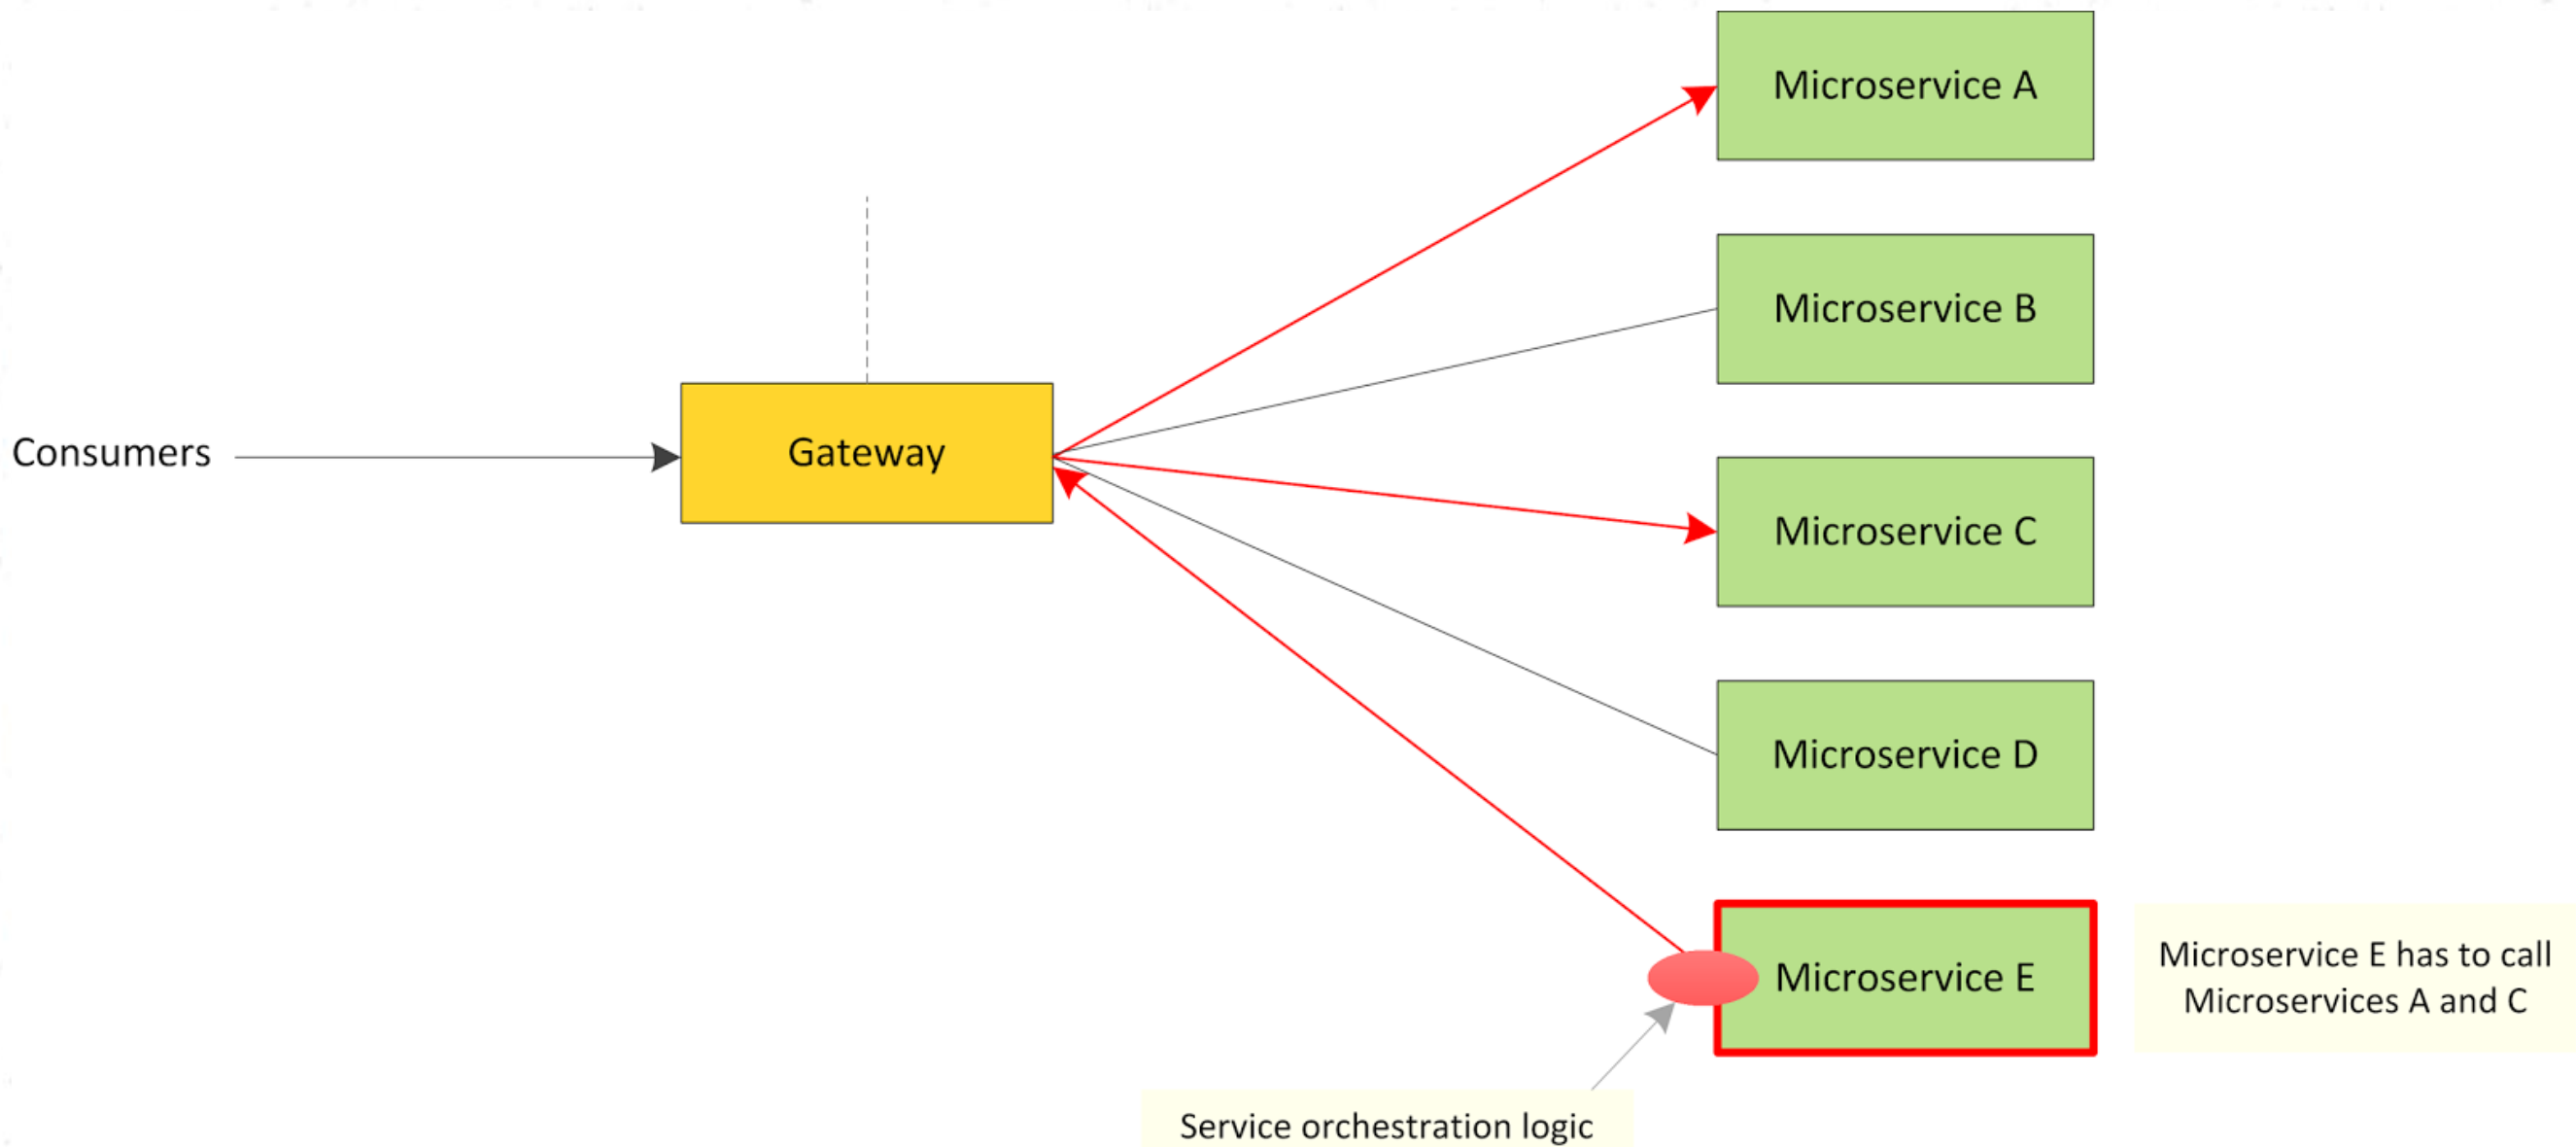 Microservice A
Microservice B
Consumers
Gateway
Microservice C
Microservice D
Microservice E
Microservice E has to call
Microservices A and C
Service orchestration logic